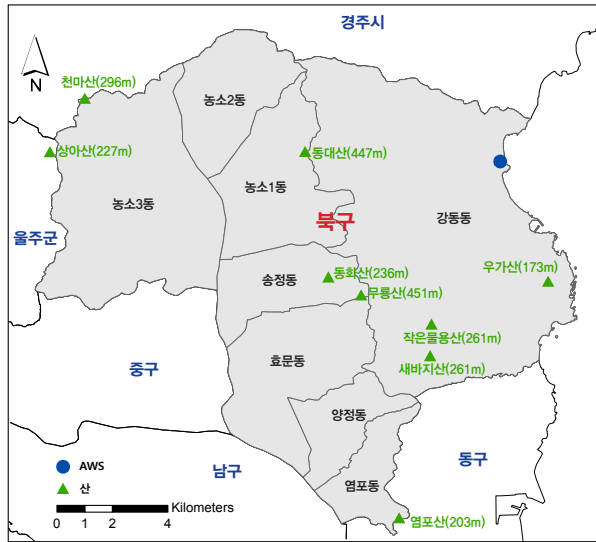 경주시
N
천마산(296m)
농소2동
상아산(227m)
동대산(447m)
농소3동
농소1동
북구
강동동
울주군
송정동
동화산(236m)
우가산(173m)
무룡산(451m)
작은물용산(261m)
효문동
새바지산(261m)
중구
양정동
동구
남구
염포동
AWS
산
Kilometers
0 1 2 4
염포산(203m)